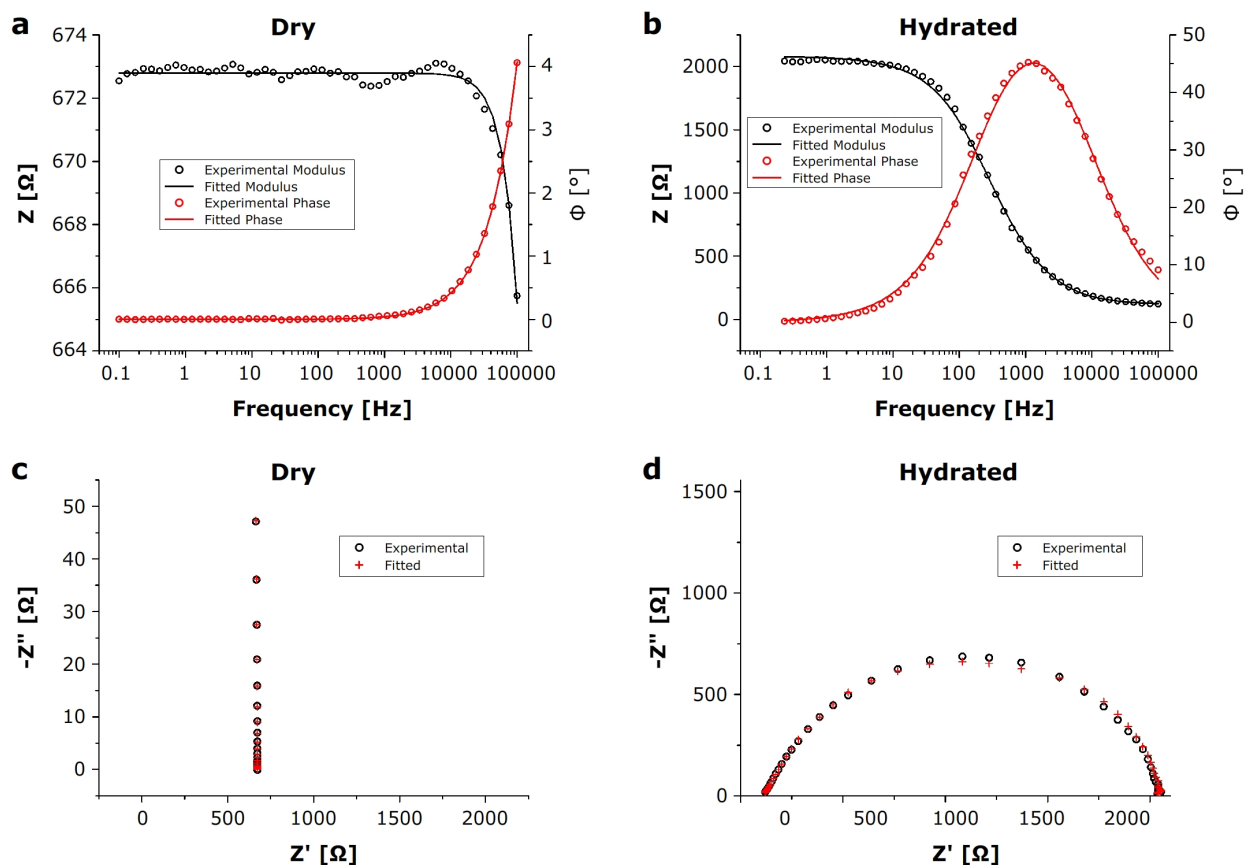 a
Dry
674
672
670
668
666
664
Z [Ω]
4
3
2
1
0
Φ [°]
Experimental Modulus
Fitted Modulus
Experimental Phase
Fitted Phase
0.1 1 10 100 1000 10000 100000
Frequency [Hz]
b
Hydrated
2000
1750
1500
1250
1000
750
500
250
0
Z [Ω]
50
40
30
20
10
0
Φ [°]
Experimental Modulus
Fitted Modulus
Experimental Phase
Fitted Phase
0.1 1 10 100 1000 10000 100000
Frequency [Hz]
c
Dry
50
40
30
20
10
0
-Z" [Ω]
Experimental
Fitted
0 500 1000 1500 2000
Z' [Ω]
d
Hydrated
1500
1000
500
0
-Z" [Ω]
Experimental
Fitted
0 500 1000 1500 2000
Z' [Ω]